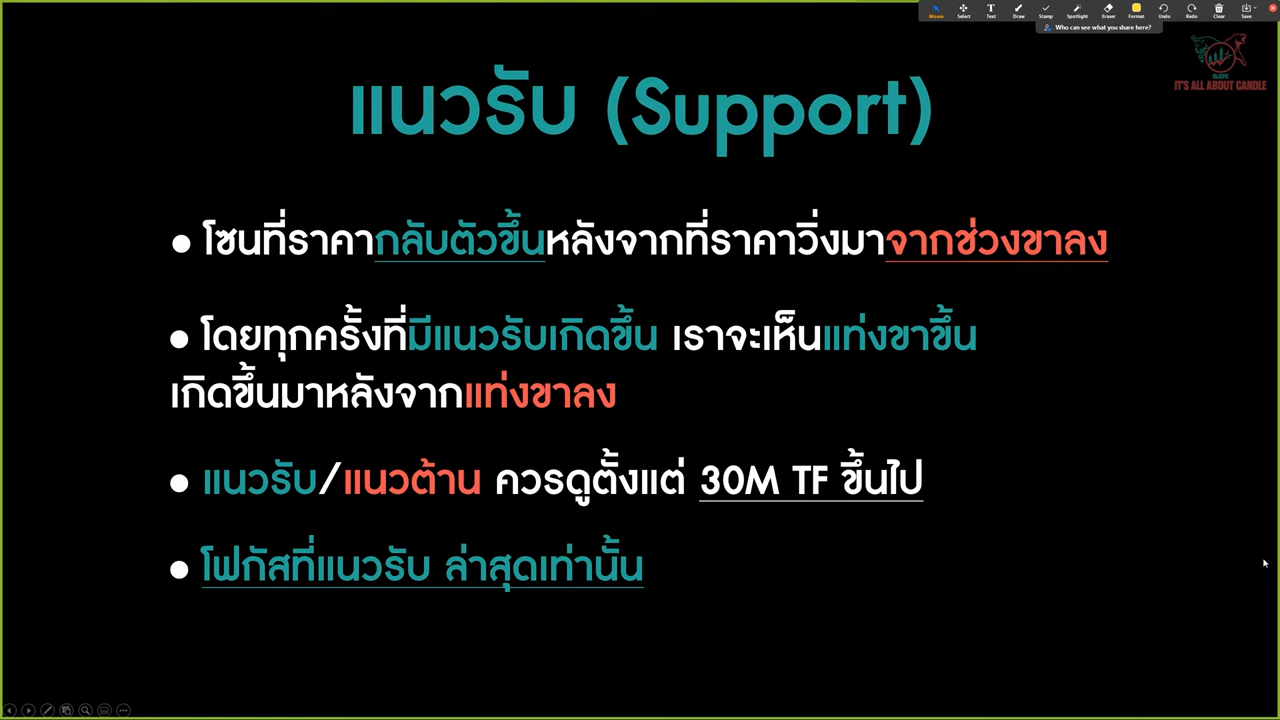 Mouse Select Text Draw Stamp Spotlight Eraser Format Undo Redo Clear Save
Who can see what you share here?
IT'S ALL ABOUT CANDLE
แนวรับ (Support)
● โซนที่ราคากลับตัวขึ้นหลังจากที่ราคาวิ่งมาจากช่วงขาลง
● โดยทุกครั้งที่มีแนวรับเกิดขึ้น เราจะเห็นแท่งขาขึ้น
เกิดขึ้นมาหลังจากแท่งขาลง
● แนวรับ/แนวต้าน ควรดูตั้งแต่ 30M TF ขึ้นไป
● โฟกัสที่แนวรับ ล่าสุดเท่านั้น